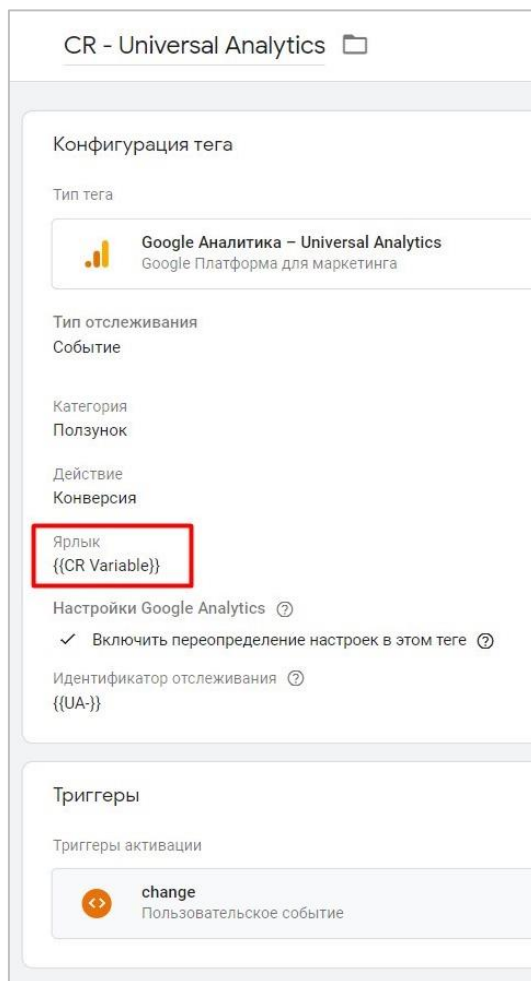 CR - Universal Analytics
Конфигурация тега
Тип тега
Google Аналитика – Universal Analytics
Google Платформа для маркетинга
Тип отслеживания
Событие
Категория
Ползунок
Действие
Конверсия
Ярлык
{{CR Variable}}
Настройки Google Analytics
Включить переопределение настроек в этом теге
Идентификатор отслеживания
{{UA-}}
Триггеры
Триггеры активации
change
Пользовательское событие